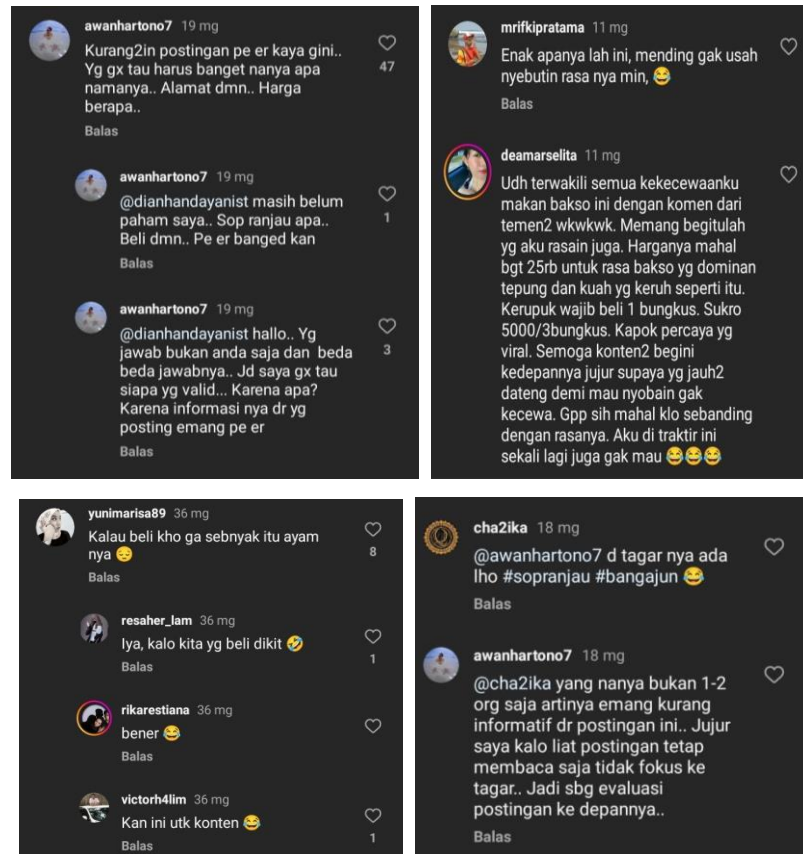 awanhartono7 19 mg
Kurang2in postingan pe er kaya gini..
Yg gx tau harus banget nanya apa
namanya.. Alamat dmn.. Harga
berapa..
47
Balas
awanhartono7 19 mg
@dianhandayanist masih belum
paham saya.. Sop ranjau apa..
Beli dmn.. Pe er banged kan
1
Balas
awanhartono7 19 mg
@dianhandayanist hallo.. Yg
jawab bukan anda saja dan beda
beda jawabnya.. Jd saya gx tau
siapa yg valid... Karena apa?
Karena informasi nya dr yg
posting emang pe er
3
Balas
mrifkipratama 11 mg
Enak apanya lah ini, mending gak usah
nyebutin rasa nya min, 😂
Balas
deamarselita 11 mg
Udh terwakili semua kekecewaanku
makan bakso ini dengan komen dari
temen2 wkwkwk. Memang begitulah
yg aku rasain juga. Harganya mahal
bgt 25rb untuk rasa bakso yg dominan
tepung dan kuah yg keruh seperti itu.
Kerupuk wajib beli 1 bungkus. Sukro
5000/3bungkus. Kapok percaya yg
viral. Semoga konten2 begini
kedepannya jujur supaya yg jauh2
dateng demi mau nyobain gak
kecewa. Gpp sih mahal klo sebanding
dengan rasanya. Aku di traktir ini
sekali lagi juga gak mau 😂😂😂
yunimarisa89 36 mg
Kalau beli kho ga sebnyak itu ayam
nya 😔
8
Balas
resaher_lam 36 mg
Iya, kalo kita yg beli dikit 🤣
1
Balas
rikarestiana 36 mg
bener 😂
Balas
victorh4lim 36 mg
Kan ini utk konten 😂
1
Balas
cha2ika 18 mg
@awanhartono7 d tagar nya ada
lho #sopranjau #bangajun 😂
Balas
awanhartono7 18 mg
@cha2ika yang nanya bukan 1-2
org saja artinya emang kurang
informatif dr postingan ini.. Jujur
saya kalo liat postingan tetap
membaca saja tidak fokus ke
tagar.. Jadi sbg evaluasi
postingan ke depannya..
Balas